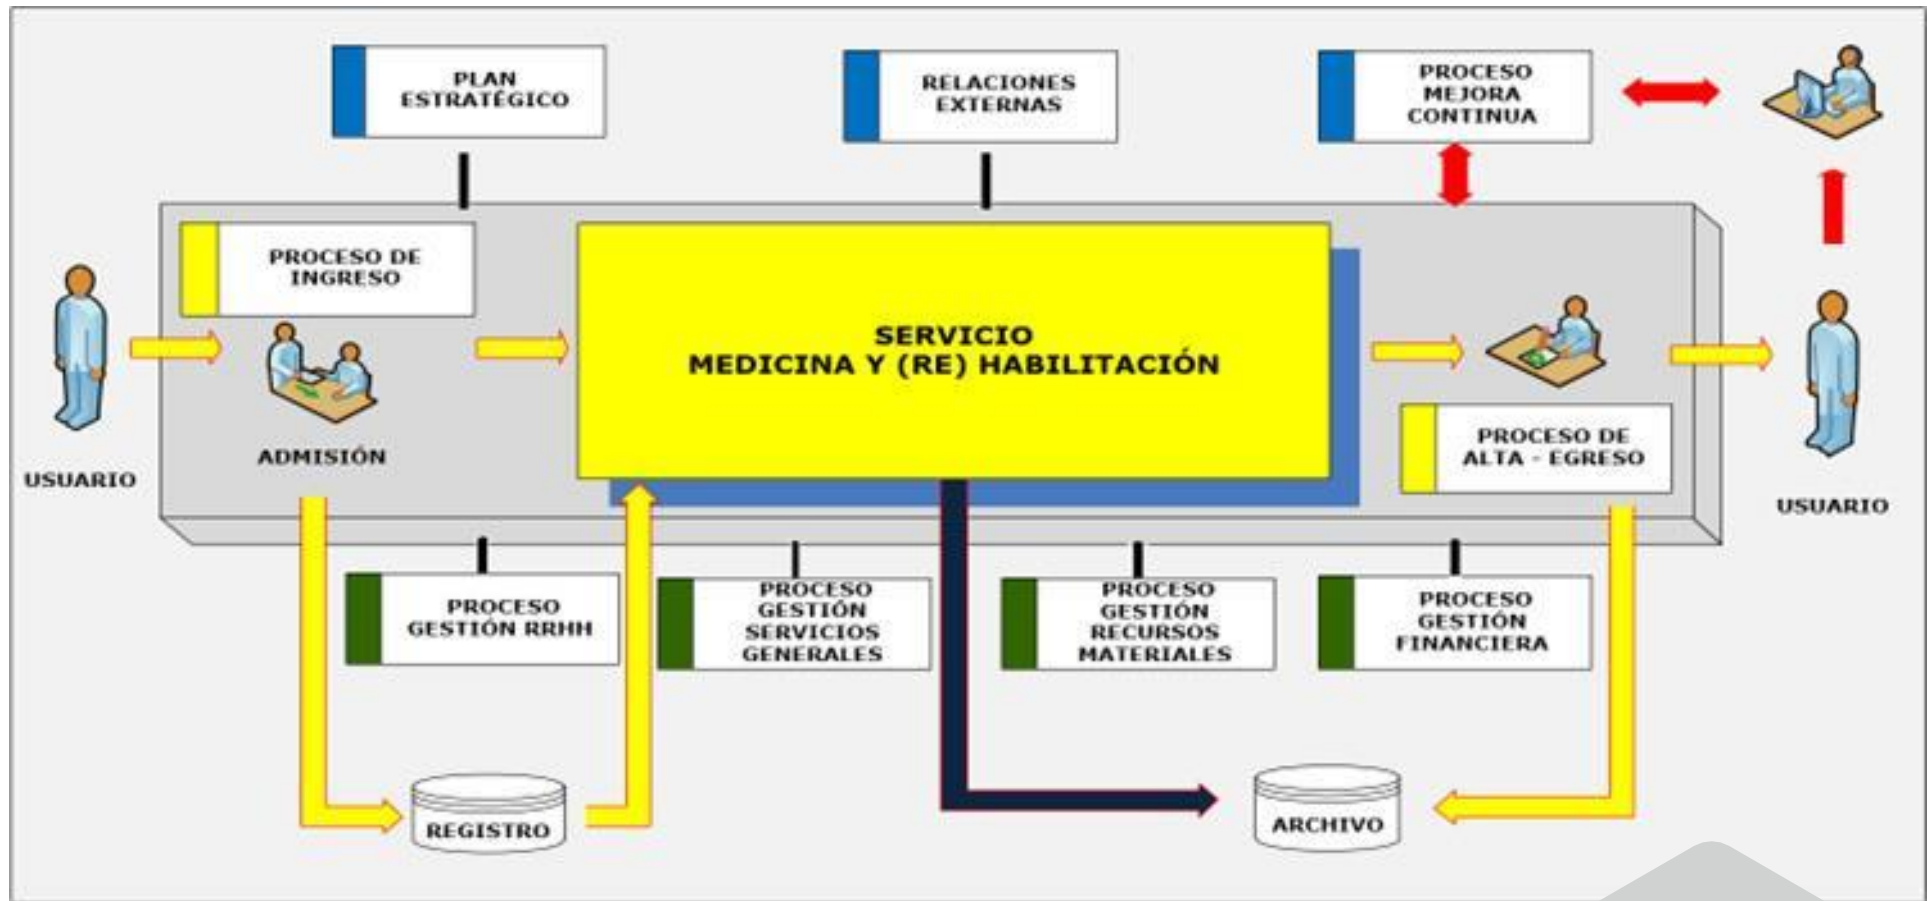 PLAN
ESTRATÉGICO
RELACIONES
EXTERNAS
PROCESO
MEJORA
CONTINUA
PROCESO DE
INGRESO
SERVICIO
MEDICINA Y (RE) HABILITACIÓN
ADMISIÓN
PROCESO DE
ALTA - EGRESO
USUARIO
USUARIO
PROCESO
GESTIÓN RRHH
PROCESO
GESTIÓN
SERVICIOS
GENERALES
PROCESO
GESTIÓN
RECURSOS
MATERIALES
PROCESO
GESTIÓN
FINANCIERA
REGISTRO
ARCHIVO